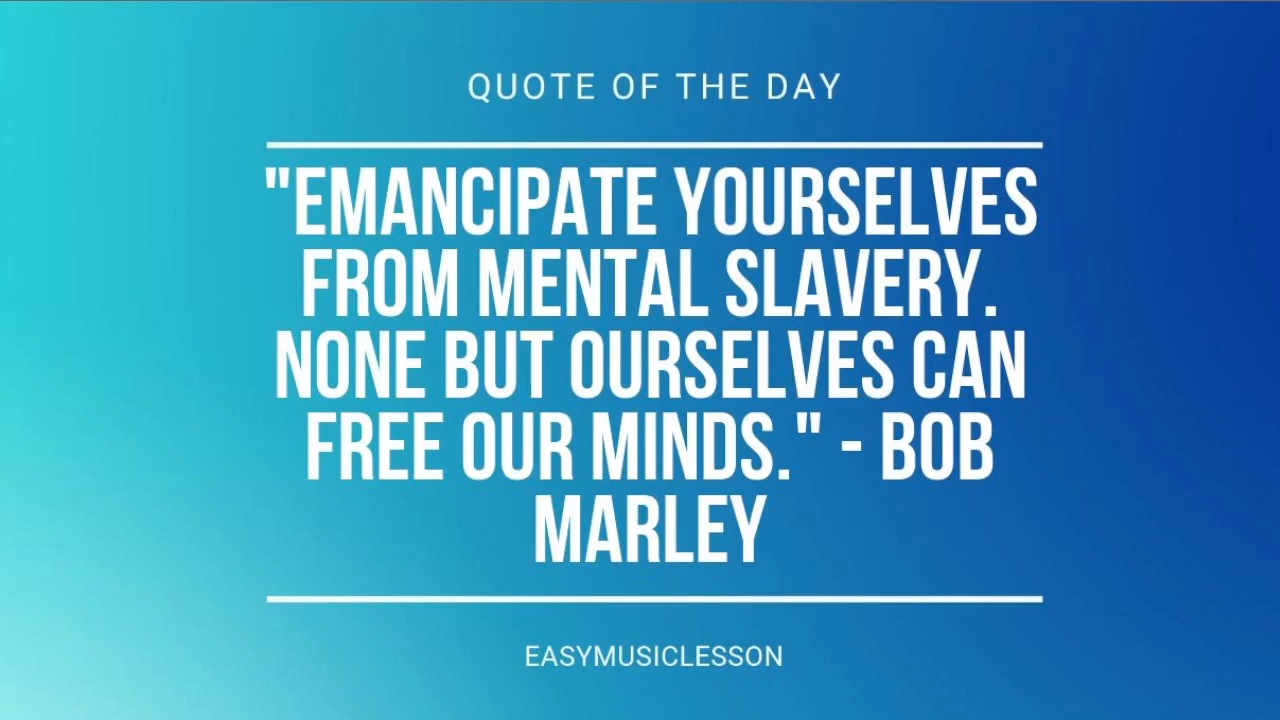 QUOTE OF THE DAY
"EMANCIPATE YOURSELVES
FROM MENTAL SLAVERY.
NONE BUT OURSELVES CAN
FREE OUR MINDS." - BOB
MARLEY
EASYMUSICLESSON